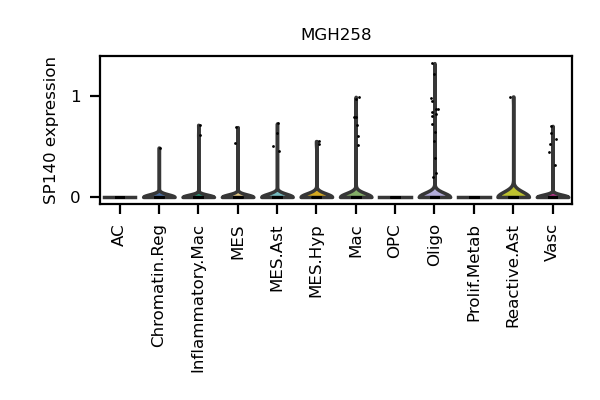 MGH258
SP140 expression
1
0
AC
Chromatin.Reg
Inflammatory.Mac
MES
MES.Ast
MES.Hyp
Mac
OPC
Oligo
Prolif.Metab
Reactive.Ast
Vasc